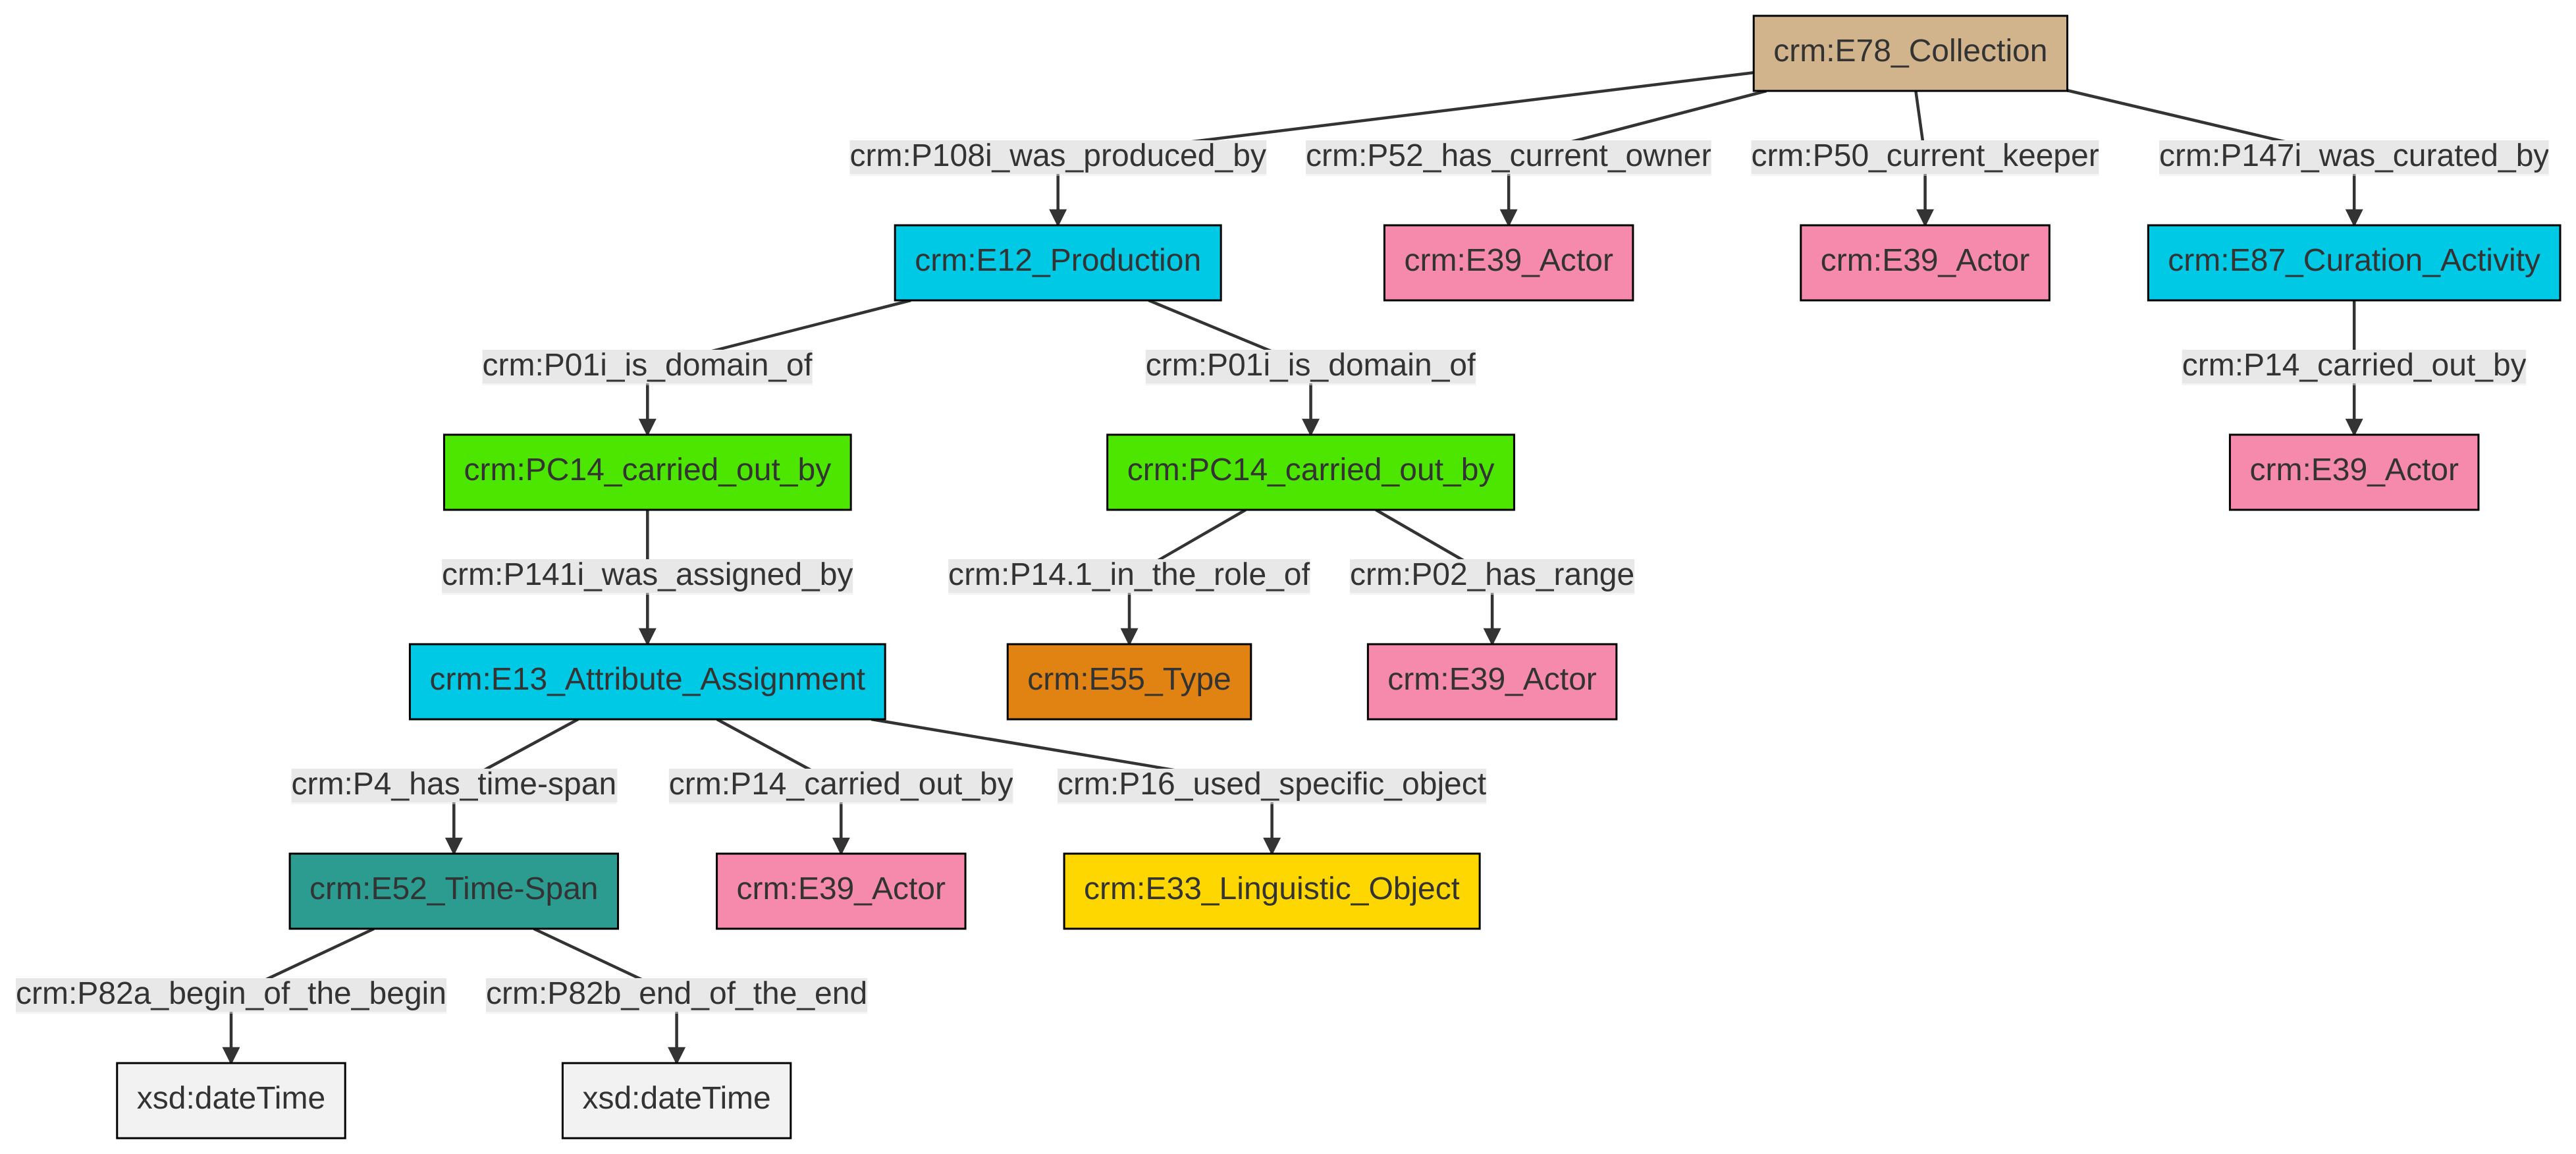 crm:E78_Collection
crm:P108i_was_produced_by
crm:P52_has_current_owner
crm:P50_current_keeper
crm:P147i_was_curated_by
crm:E12_Production
crm:E39_Actor
crm:E39_Actor
crm:E87_Curation_Activity
crm:P01i_is_domain_of
crm:P01i_is_domain_of
crm:P14_carried_out_by
crm:PC14_carried_out_by
crm:PC14_carried_out_by
crm:E39_Actor
crm:P141i_was_assigned_by
crm:P14.1_in_the_role_of
crm:P02_has_range
crm:E13_Attribute_Assignment
crm:E55_Type
crm:E39_Actor
crm:P4_has_time-span
crm:P14_carried_out_by
crm:P16_used_specific_object
crm:E52_Time-Span
crm:E39_Actor
crm:E33_Linguistic_Object
crm:P82a_begin_of_the_begin
crm:P82b_end_of_the_end
xsd:dateTime
xsd:dateTime